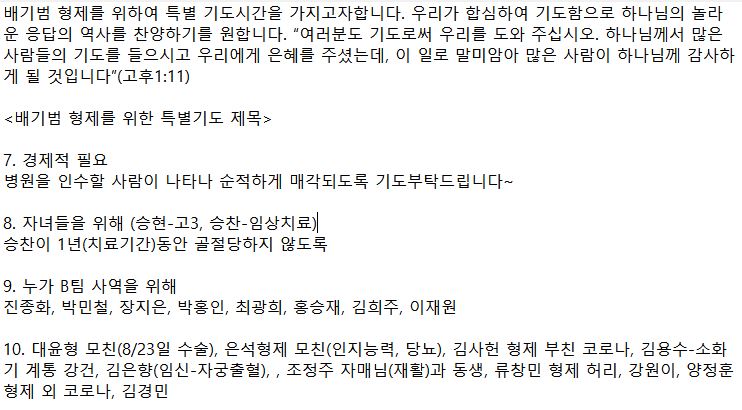 배기범 형제를 위하여 특별 기도시간을 가지고자합니다. 우리가 합심하여 기도함으로 하나님의 놀라
운 응답의 역사를 찬양하기를 원합니다. "여러분도 기도로써 우리를 도와 주십시오. 하나님께서 많은
사람들의 기도를 들으시고 우리에게 은혜를 주셨는데, 이 일로 말미암아 많은 사람이 하나님께 감사하
게 될 것입니다"(고후1:11)
<배기범 형제를 위한 특별기도 제목>
7. 경제적 필요
병원을 인수할 사람이 나타나 순적하게 매각되도록 기도부탁드립니다~
8. 자녀들을 위해 (승현-고3, 승찬-임상치료)
승찬이 1년(치료기간)동안 골절당하지 않도록
9. 누가 B팀 사역을 위해
진종화, 박민철, 장지은, 박홍인, 최광희, 홍승재, 김희주, 이재원
10. 대윤형 모친(8/23일 수술), 은석형제 모친(인지능력, 당뇨), 김사헌 형제 부친 코로나, 김용수-소화
기 계통 강건, 김은향(임신-자궁출혈), , 조정주 자매님(재활)과 동생, 류창민 형제 허리, 강원이, 양정훈
형제 외 코로나, 김경민